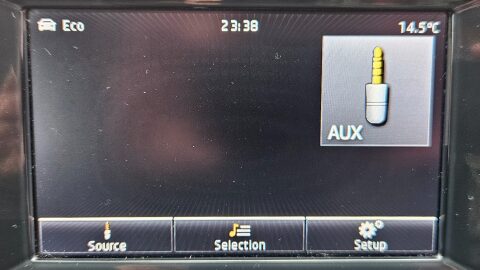 Eco 23:38 14.5°C
AUX
Source Selection Setup